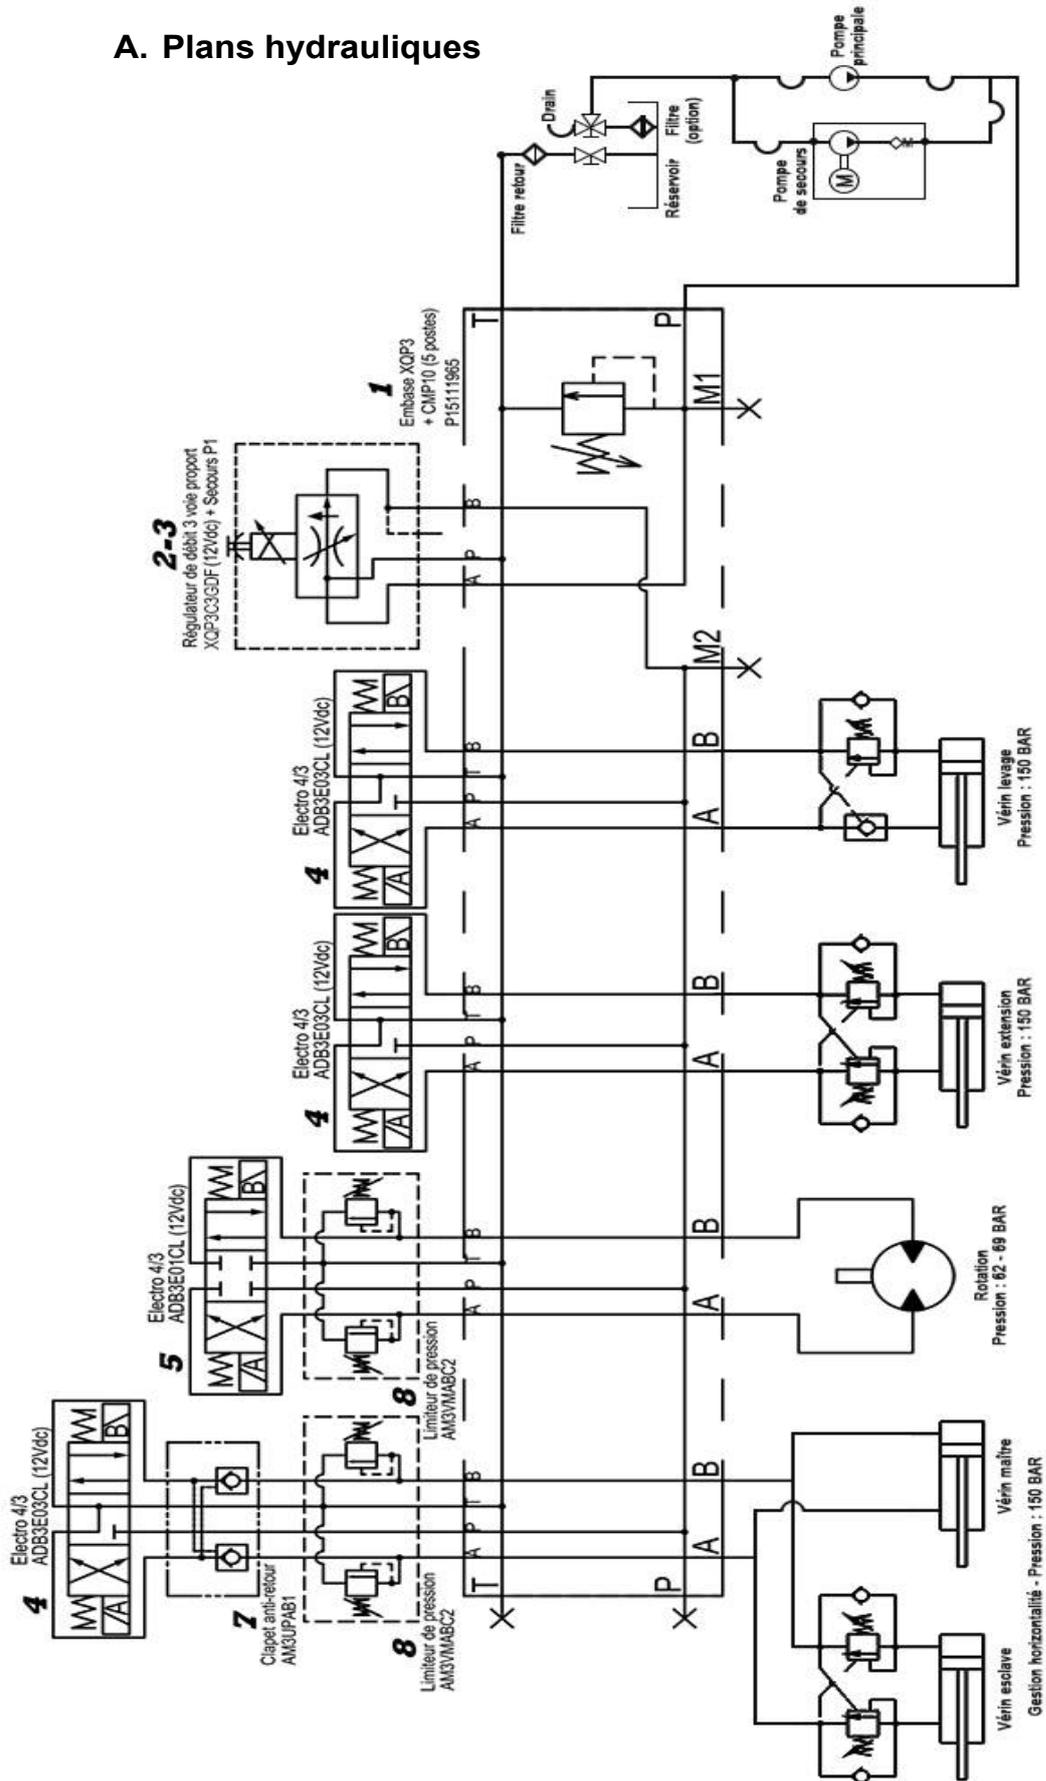 A. Plans hydrauliques
Pompe
principale
Drain
Filtre
(option)
Filtre retour
Réservoir
Pompe
de secours
M
1
Embase XQP3
+ CMP10 (5 postes)
P15111965
T
P
M1
2-3
Régulateur de débit 3 voie proport
XQP3C3GDF (12Vdc) + Secours P1
A
P
B
M2
4
Electro 4/3
ADB3E03CL (12Vdc)
A
B
A
P
T
B
A
B
Vérin levage
Pression : 150 BAR
4
Electro 4/3
ADB3E03CL (12Vdc)
A
B
A
P
T
B
A
B
Vérin extension
Pression : 150 BAR
5
Electro 4/3
ADB3E01CL (12Vdc)
A
B
8
Limiteur de pression
AM3VMABC2
A
P
T
B
A
B
Rotation
Pression : 62 - 69 BAR
4
Electro 4/3
ADB3E03CL (12Vdc)
A
B
7
Clapet anti-retour
AM3UPAB1
8
Limiteur de pression
AM3VMABC2
A
P
T
B
T
P
A
B
Vérin maître
Vérin esclave
Gestion horizontalité - Pression : 150 BAR